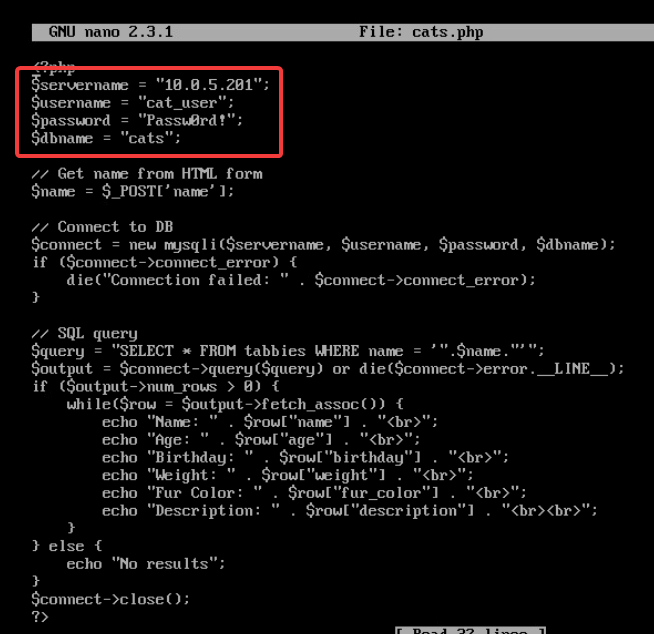 GNU nano 2.3.1 File: cats.php
<?php
$servername = "10.0.5.201";
$username = "cat_user";
$password = "Passw0rd!";
$dbname = "cats";
// Get name from HTML form
$name = $_POST['name'];
// Connect to DB
$connect = new mysqli($servername, $username, $password, $dbname);
if ($connect->connect_error) {
    die("Connection failed: " . $connect->connect_error);
}
// SQL query
$query = "SELECT * FROM tabbies WHERE name = '".$name."'";
$output = $connect->query($query) or die($connect->error.__LINE__);
if ($output->num_rows > 0) {
    while($row = $output->fetch_assoc()) {
        echo "Name: " . $row["name"] . "<br>";
        echo "Age: " . $row["age"] . "<br>";
        echo "Birthday: " . $row["birthday"] . "<br>";
        echo "Weight: " . $row["weight"] . "<br>";
        echo "Fur Color: " . $row["fur_color"] . "<br>";
        echo "Description: " . $row["description"] . "<br><br>";
    }
} else {
    echo "No results";
}
$connect->close();
?>